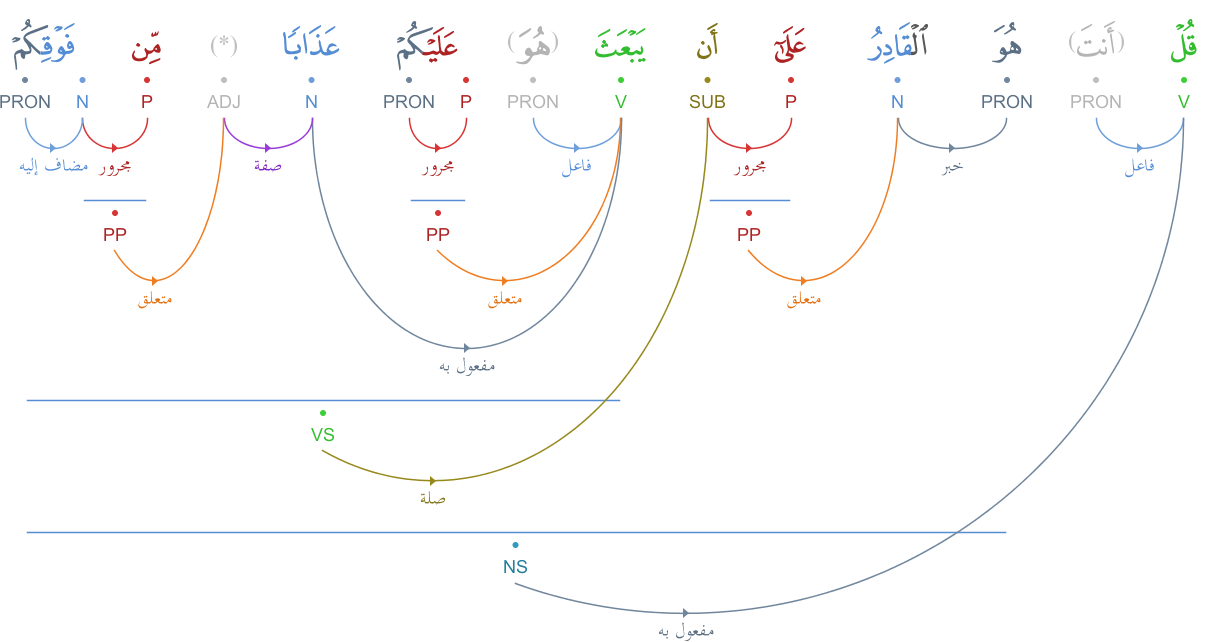 قُلْ (أَنتَ) هُوَ ٱلْقَادِرُ عَلَىٰٓ أَن يَبْعَثَ (هُوَ) عَلَيْكُمْ عَذَابًا (*) مِّن فَوْقِكُمْ
V PRON PRON N P SUB V PRON P PRON N ADJ P N PRON
فاعل خبر مجرور فاعل مجرور صفة مجرور مضاف إليه
PP PP PP
متعلق متعلق متعلق
مفعول به
VS
صلة
NS
مفعول به